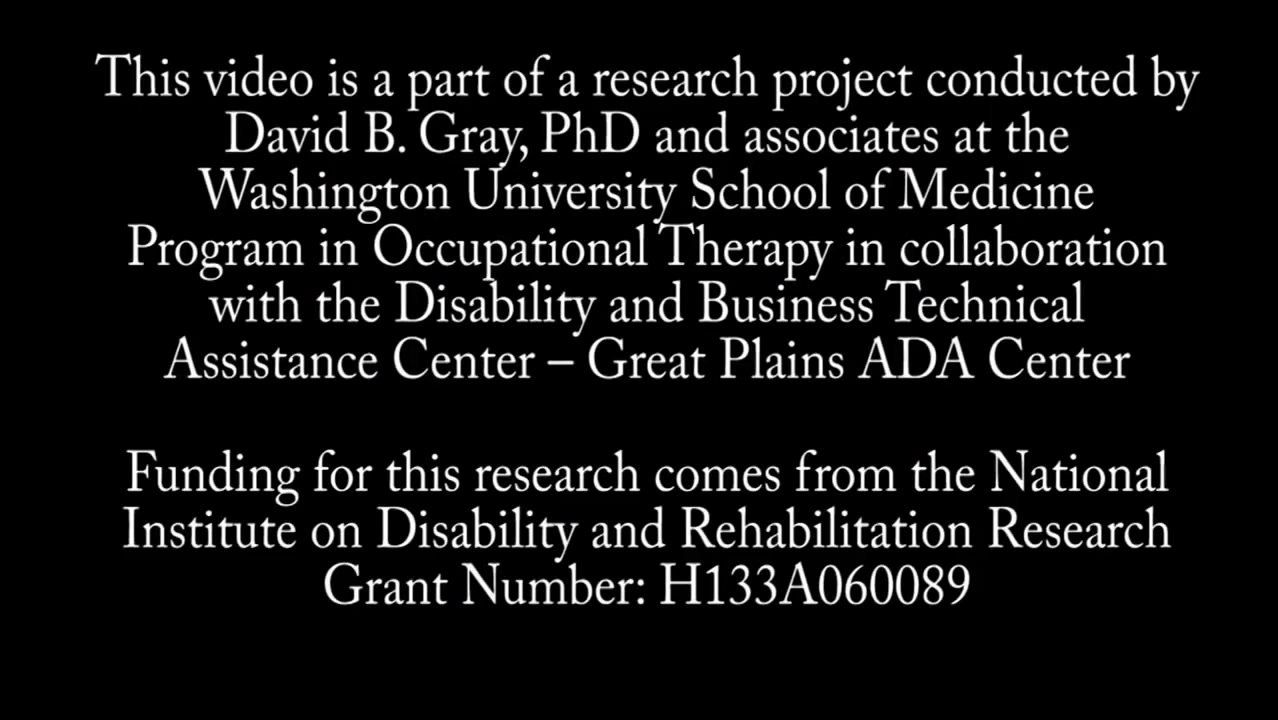 This video is a part of a research project conducted by
David B. Gray, PhD and associates at the
Washington University School of Medicine
Program in Occupational Therapy in collaboration
with the Disability and Business Technical
Assistance Center – Great Plains ADA Center
Funding for this research comes from the National
Institute on Disability and Rehabilitation Research
Grant Number: H133A060089